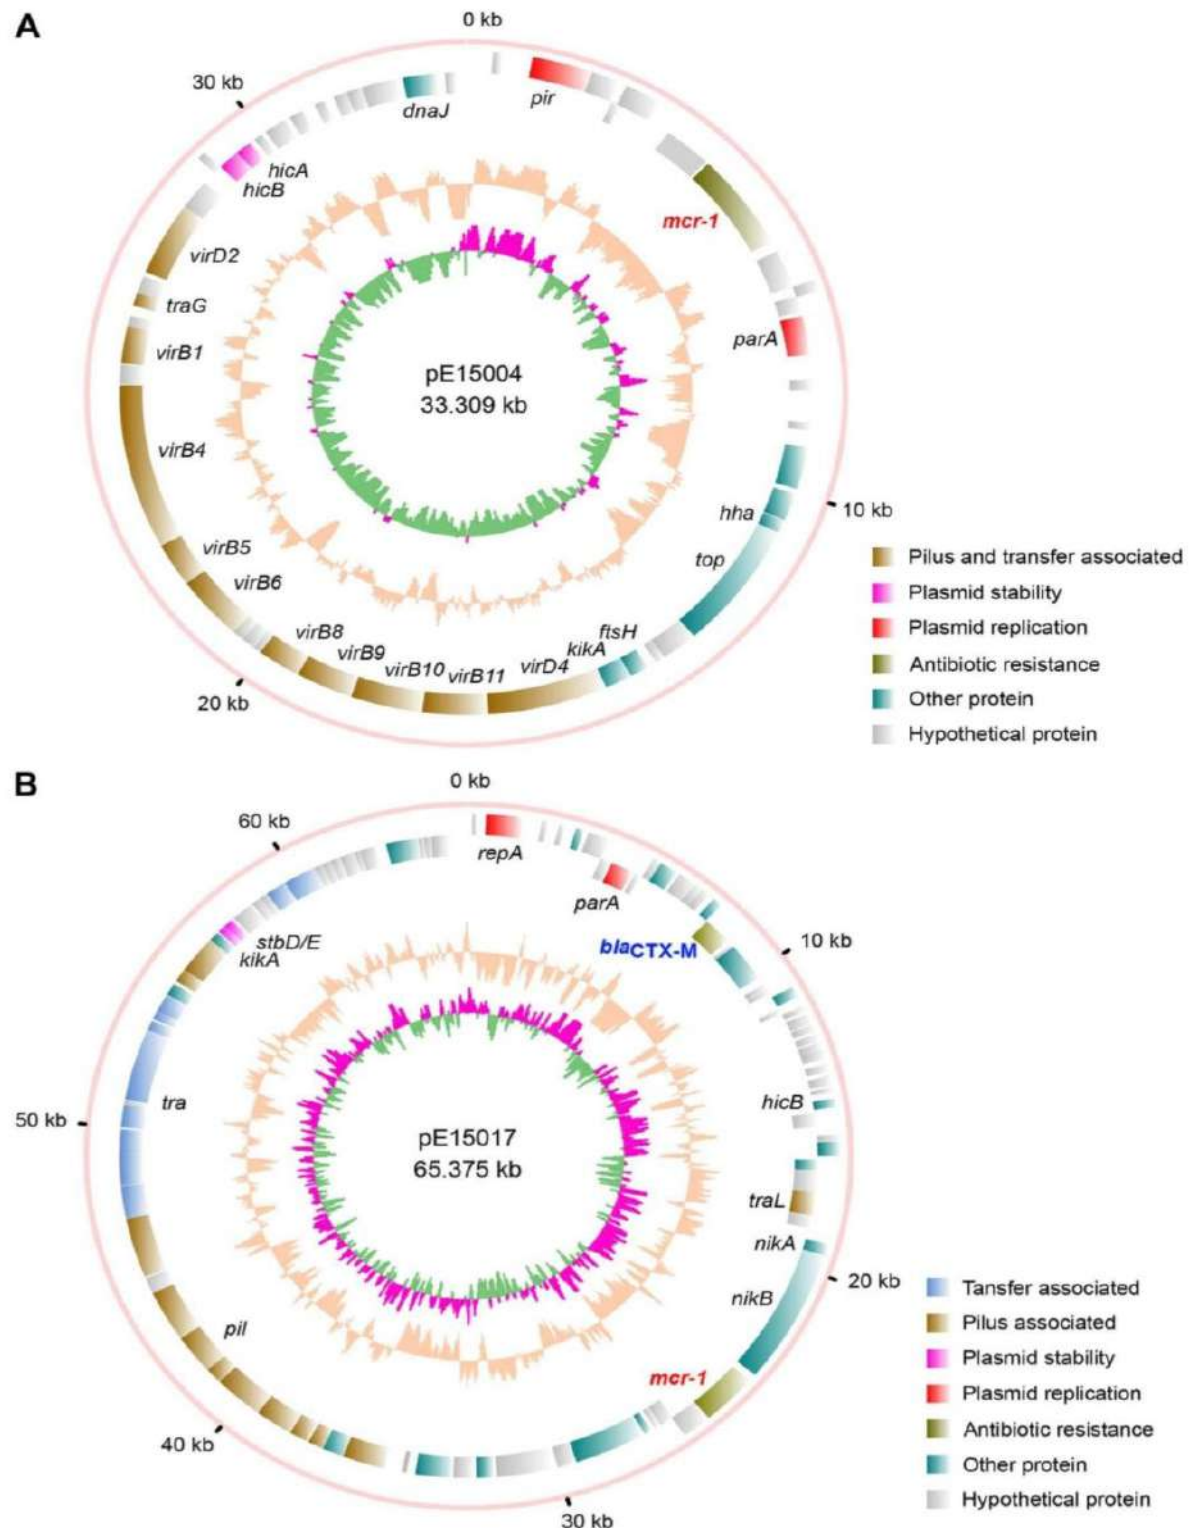 A
0 kb
30 kb
dnaJ
pir
hicA
hicB
mcr-1
virD2
traG
parA
virB1
pE15004
33.309 kb
virB4
10 kb
hha
virB5
top
virB6
Pilus and transfer associated
Plasmid stability
virB8
ftsH
Plasmid replication
virB9
kikA
virB10
virB11
virD4
Antibiotic resistance
20 kb
Other protein
Hypothetical protein
B
0 kb
60 kb
repA
parA
stbD/E
blaCTX-M
10 kb
kikA
tra
hicB
50 kb
pE15017
65.375 kb
traL
nikA
20 kb
nikB
Tansfer associated
pil
Pilus associated
Plasmid stability
mcr-1
Plasmid replication
Antibiotic resistance
40 kb
Other protein
Hypothetical protein
30 kb